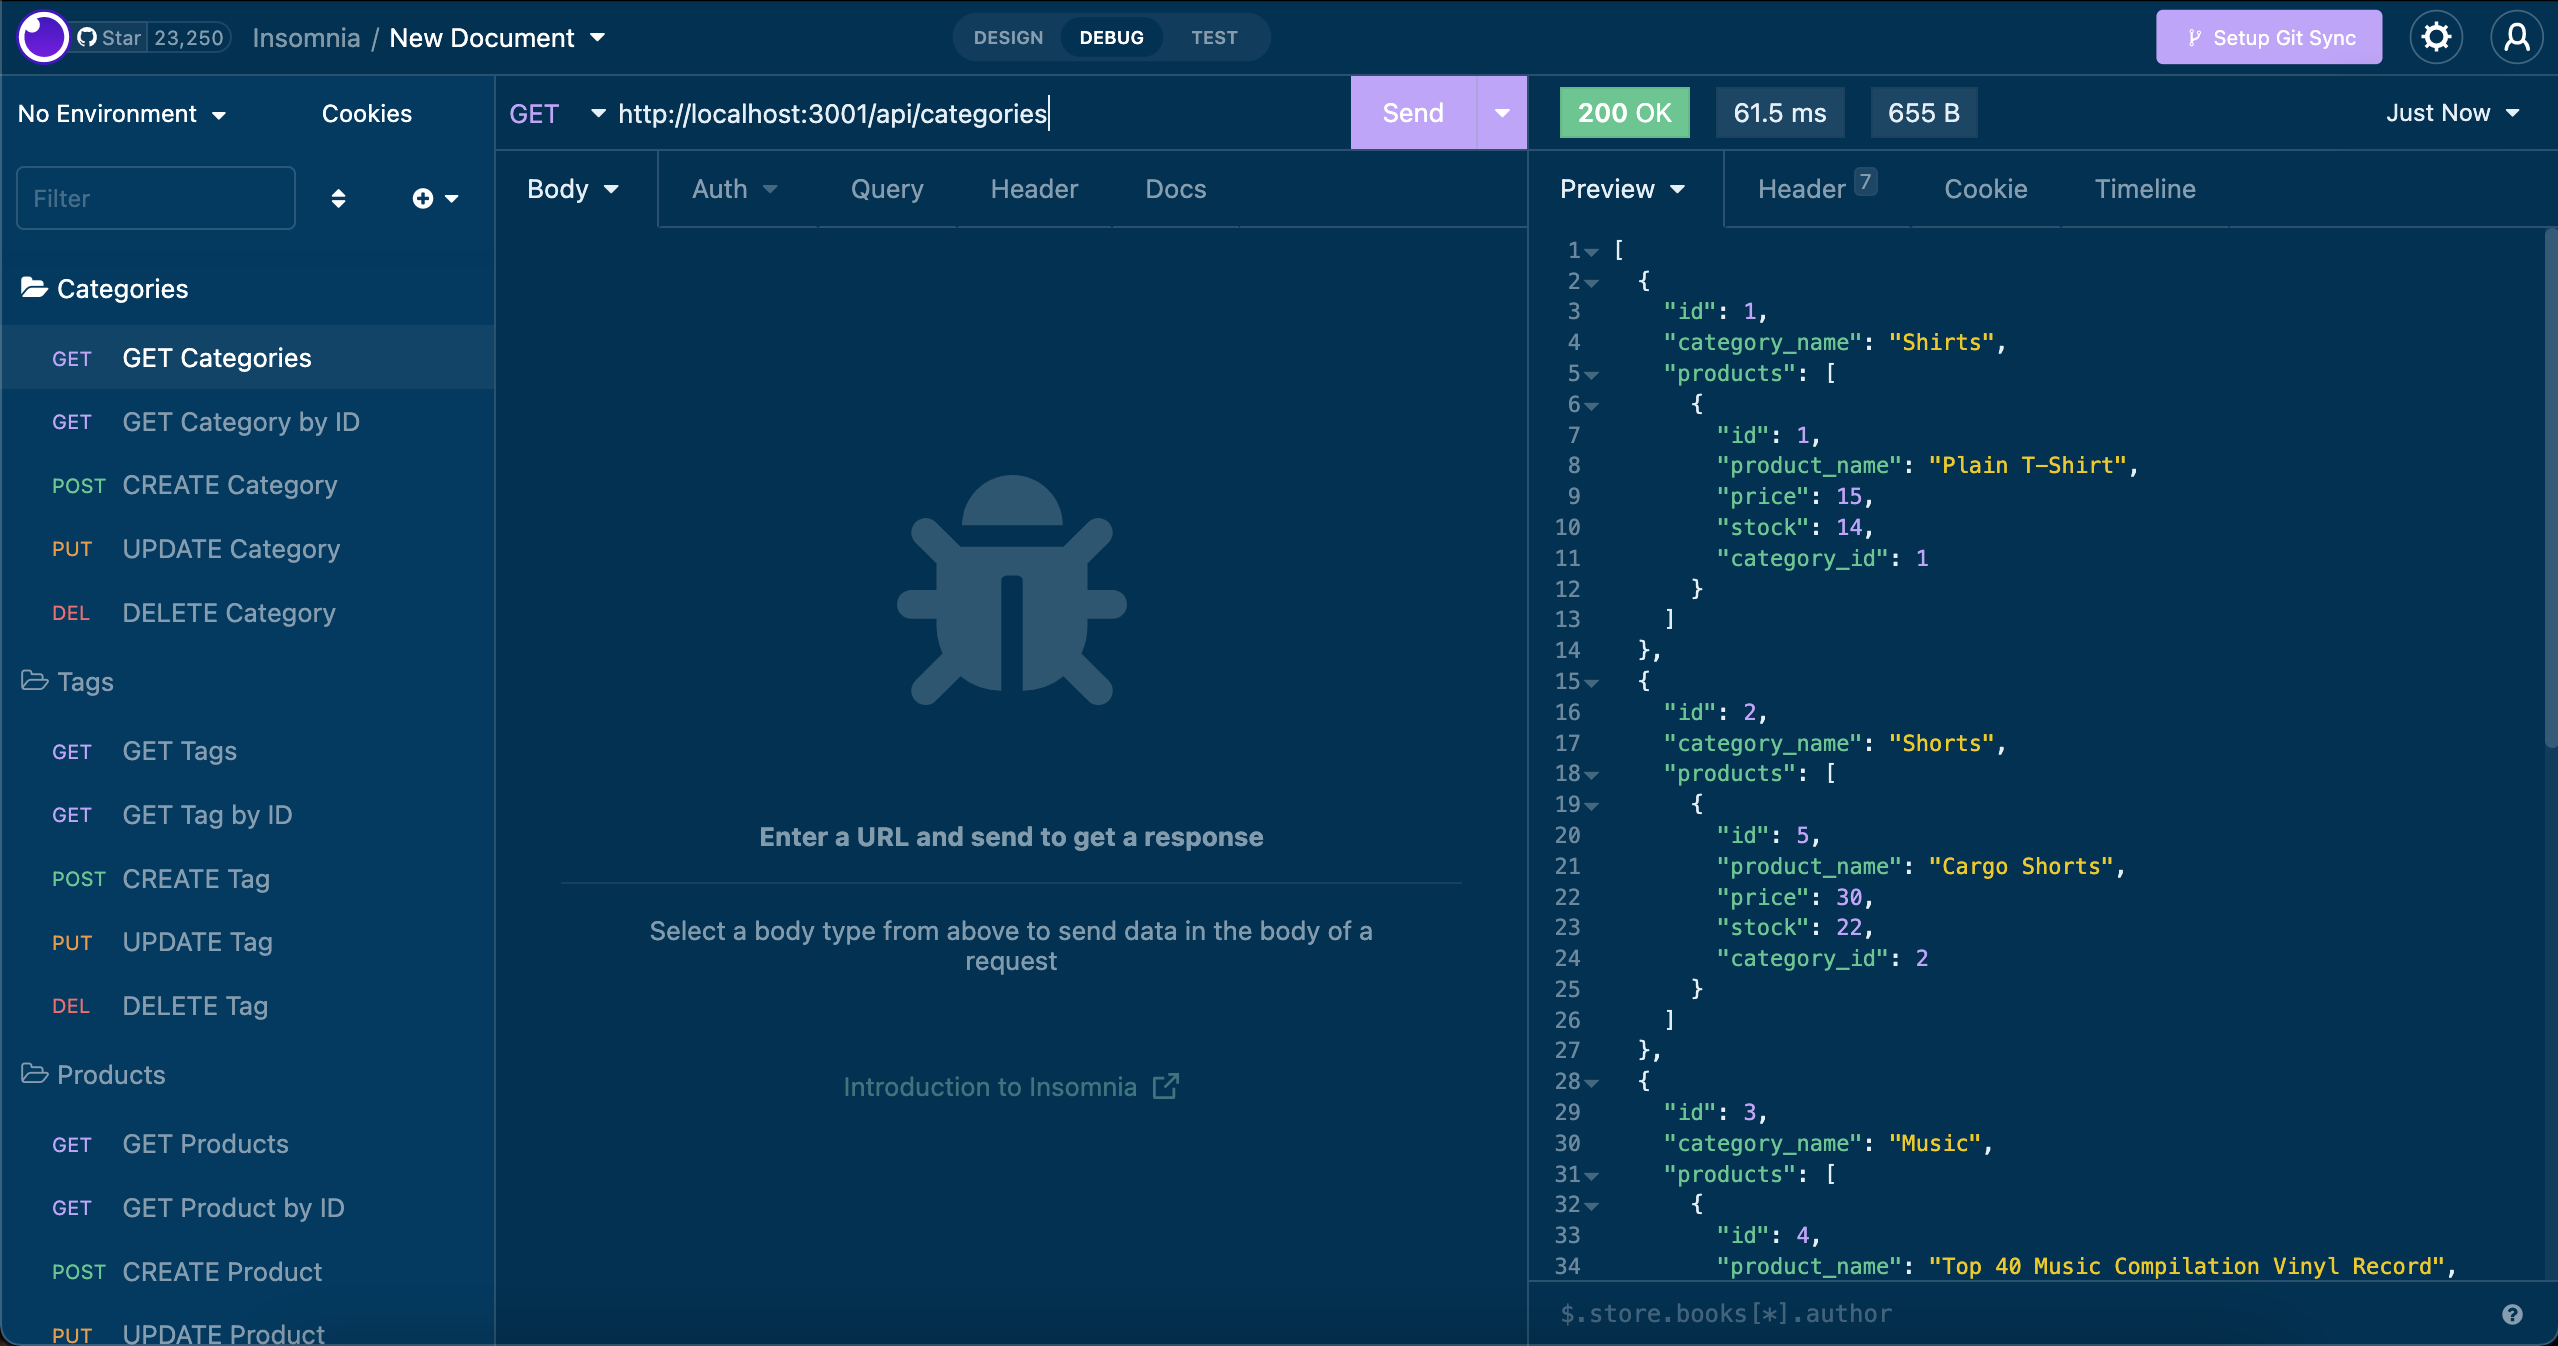 Star 23,250 Insomnia / New Document
DESIGN DEBUG TEST
Setup Git Sync
No Environment Cookies
Filter
Categories
GET GET Categories
GET GET Category by ID
POST CREATE Category
PUT UPDATE Category
DEL DELETE Category
Tags
GET GET Tags
GET GET Tag by ID
POST CREATE Tag
PUT UPDATE Tag
DEL DELETE Tag
Products
GET GET Products
GET GET Product by ID
POST CREATE Product
PUT UPDATE Product
GET http://localhost:3001/api/categories Send
Body Auth Query Header Docs
Enter a URL and send to get a response
Select a body type from above to send data in the body of a
request
Introduction to Insomnia
200 OK 61.5 ms 655 B Just Now
Preview Header 7 Cookie Timeline
1 [
2 {
3 "id": 1,
4 "category_name": "Shirts",
5 "products": [
6 {
7 "id": 1,
8 "product_name": "Plain T-Shirt",
9 "price": 15,
10 "stock": 14,
11 "category_id": 1
12 }
13 ]
14 },
15 {
16 "id": 2,
17 "category_name": "Shorts",
18 "products": [
19 {
20 "id": 5,
21 "product_name": "Cargo Shorts",
22 "price": 30,
23 "stock": 22,
24 "category_id": 2
25 }
26 ]
27 },
28 {
29 "id": 3,
30 "category_name": "Music",
31 "products": [
32 {
33 "id": 4,
34 "product_name": "Top 40 Music Compilation Vinyl Record",
$.store.books[*].author